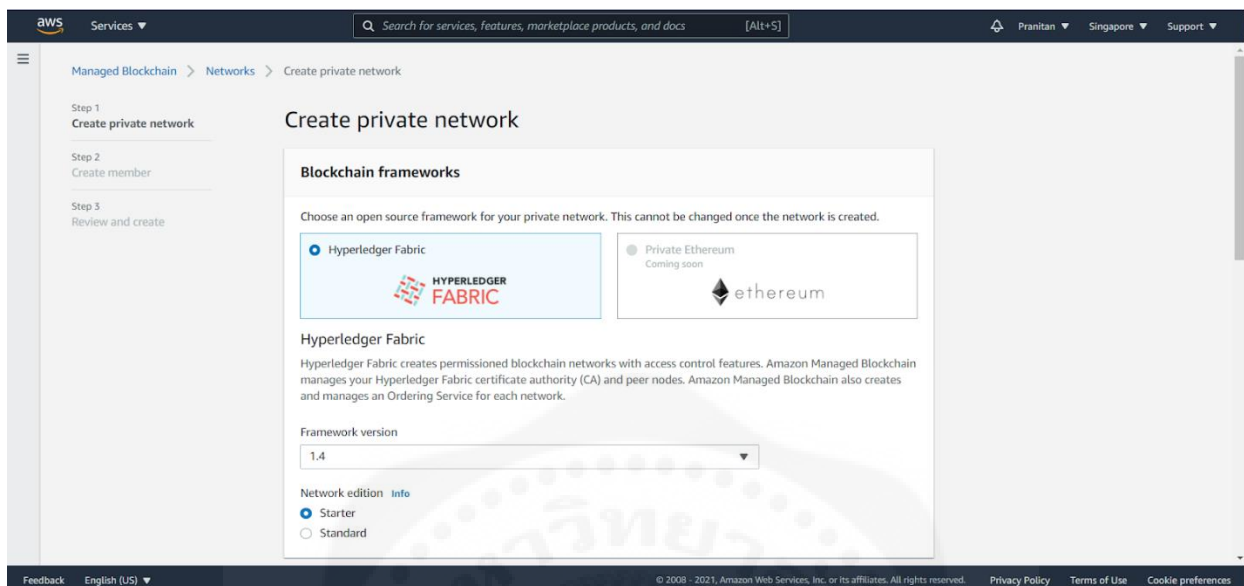 aws
Services ▼
Search for services, features, marketplace products, and docs [Alt+S]
Pranitan ▼
Singapore ▼
Support ▼
Managed Blockchain > Networks > Create private network
Step 1
Create private network
Step 2
Create member
Step 3
Review and create
Create private network
Blockchain frameworks
Choose an open source framework for your private network. This cannot be changed once the network is created.
Hyperledger Fabric
HYPERLEDGER
FABRIC
Private Ethereum
Coming soon
ethereum
Hyperledger Fabric
Hyperledger Fabric creates permissioned blockchain networks with access control features. Amazon Managed Blockchain
manages your Hyperledger Fabric certificate authority (CA) and peer nodes. Amazon Managed Blockchain also creates
and manages an Ordering Service for each network.
Framework version
1.4
Network edition Info
Starter
Standard
Feedback
English (US) ▼
© 2008 - 2021, Amazon Web Services, Inc. or its affiliates. All rights reserved.
Privacy Policy
Terms of Use
Cookie preferences